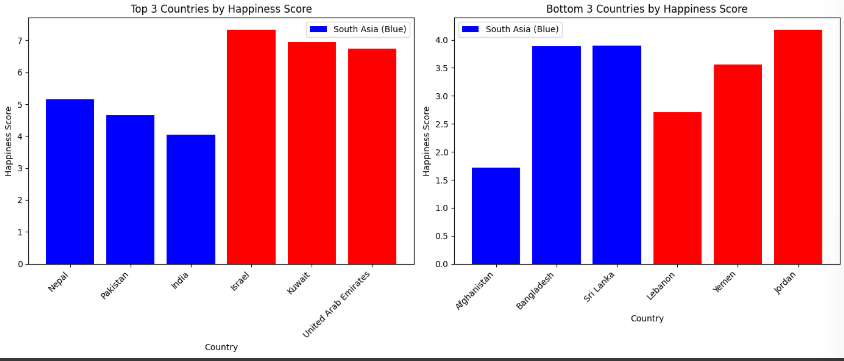 Top 3 Countries by Happiness Score
South Asia (Blue)
Happiness Score
7
6
5
4
3
2
1
0
Nepal
Pakistan
India
Israel
Kuwait
United Arab Emirates
Country
Bottom 3 Countries by Happiness Score
South Asia (Blue)
Happiness Score
4.0
3.5
3.0
2.5
2.0
1.5
1.0
0.5
0.0
Afghanistan
Bangladesh
Sri Lanka
Lebanon
Yemen
Jordan
Country